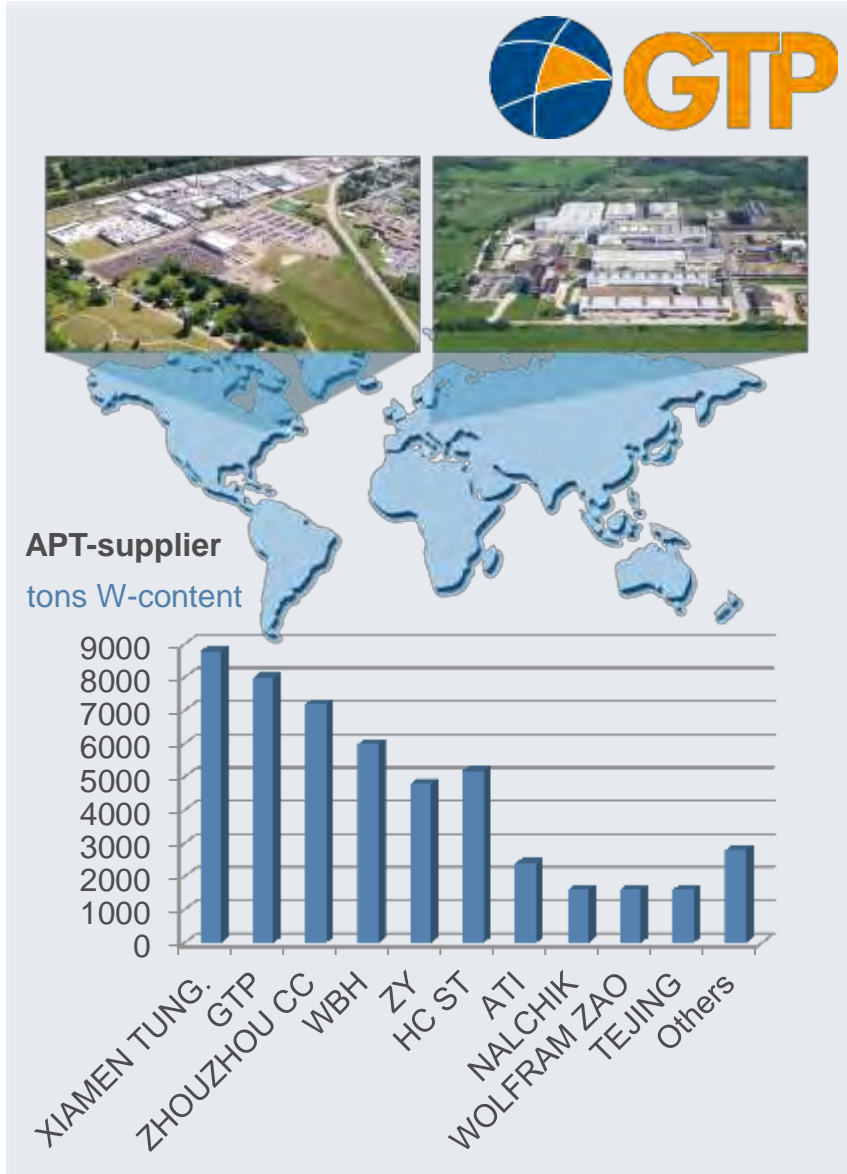 GTP
APT-supplier
tons W-content
9000
8000
7000
6000
5000
4000
3000
2000
1000
0
XIAMEN TUNG.
GTP
ZHOUZHOU CC
WBH
ZY
HC ST
ATI
NALCHIK
WOLFRAM ZAO
TEJING
Others